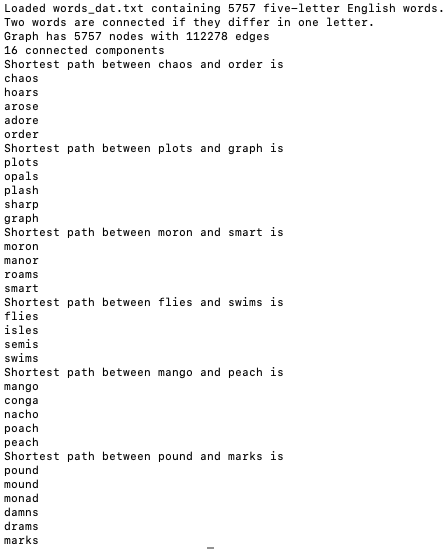 Loaded words_dat.txt containing 5757 five-letter English words.
Two words are connected if they differ in one letter.
Graph has 5757 nodes with 112278 edges
16 connected components
Shortest path between chaos and order is
chaos
hoars
arose
adore
order
Shortest path between plots and graph is
plots
opals
plash
sharp
graph
Shortest path between moron and smart is
moron
manor
roams
smart
Shortest path between flies and swims is
flies
isles
semis
swims
Shortest path between mango and peach is
mango
conga
nacho
poach
peach
Shortest path between pound and marks is
pound
mound
monad
damns
drams
marks